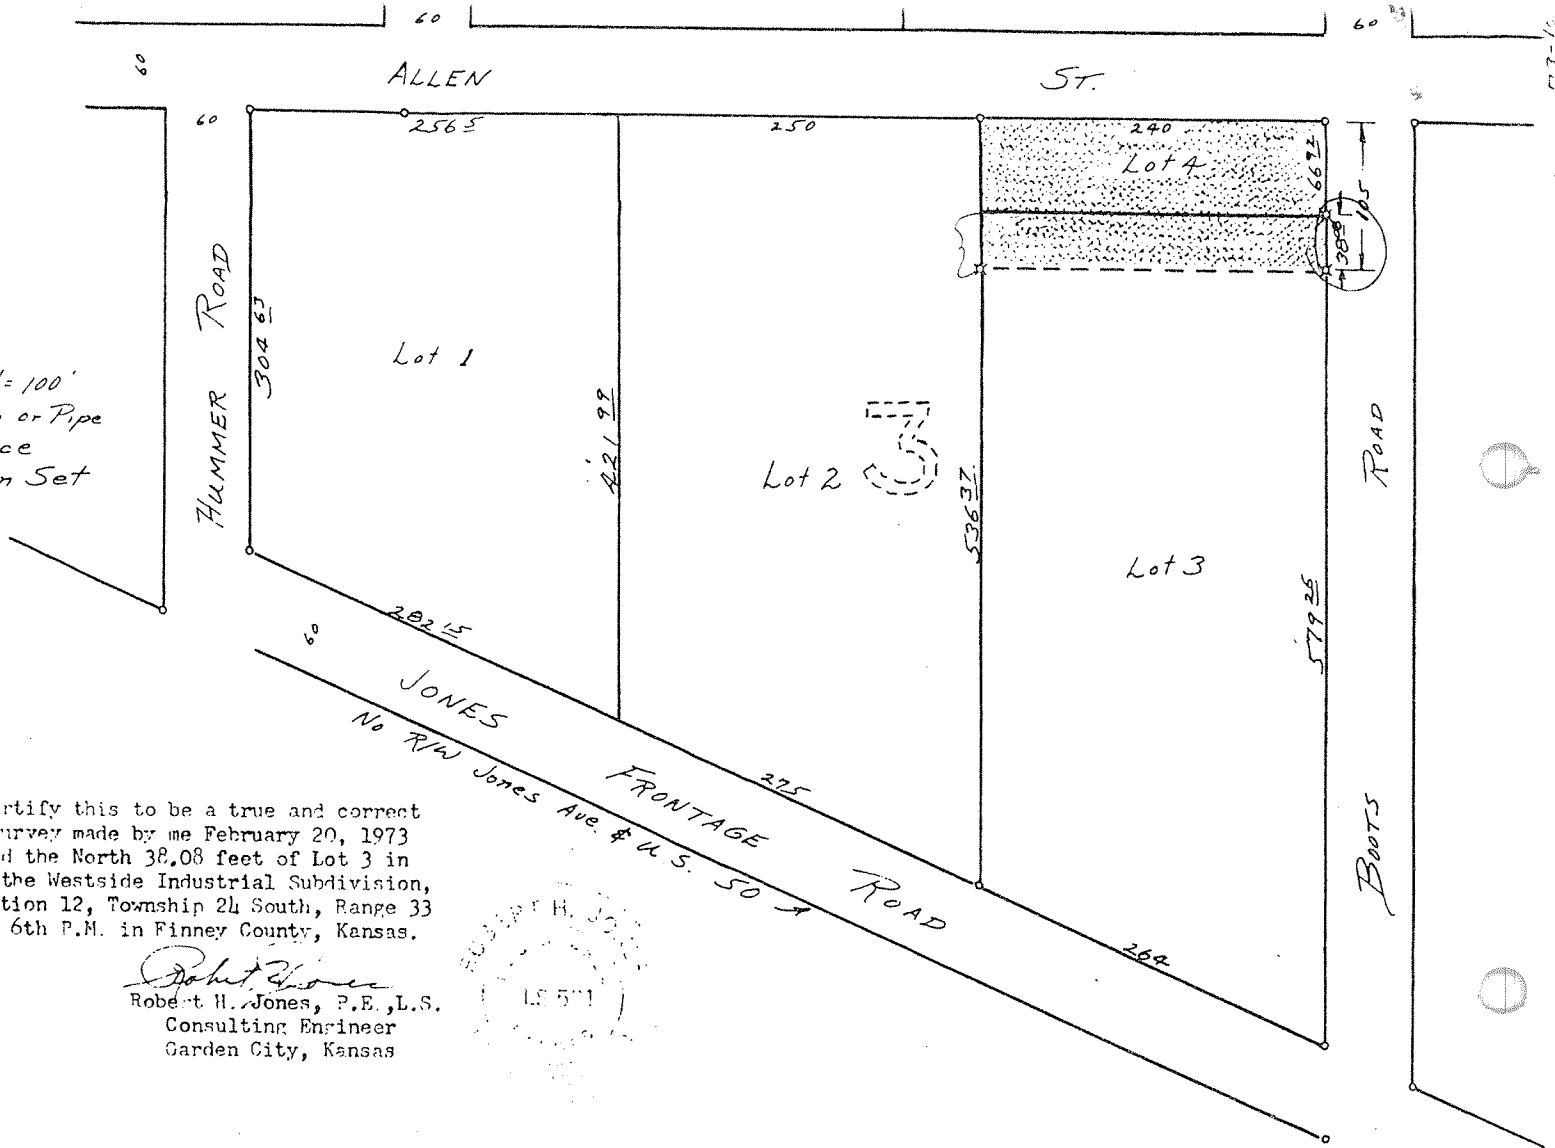 60
60
60
ALLEN ST.
60
256 5
250
240
Lot 4
66 92
105
38 08
HUMMER ROAD
304 63
Lot 1
421 99
Lot 2
3
536 37
Lot 3
579 25
BOOTS ROAD
= 100'
or Pipe
Set
282 15
60
JONES FRONTAGE ROAD
275
264
No R/W Jones Ave. & U.S. 50
rtify this to be a true and correct
urvey made by me February 20, 1973
d the North 38.08 feet of Lot 3 in
the Westside Industrial Subdivision,
tion 12, Township 24 South, Range 33
6th P.M. in Finney County, Kansas.
Robert H. Jones, P.E.,L.S.
Consulting Engineer
Garden City, Kansas